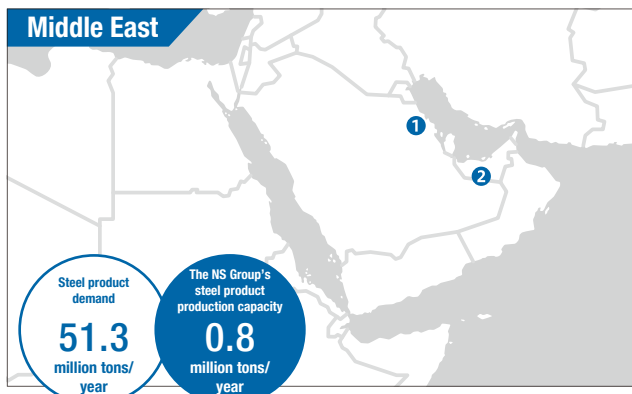 Middle East
1
2
Steel product
demand
51.3
million tons/
year
The NS Group's
steel product
production capacity
0.8
million tons/
year